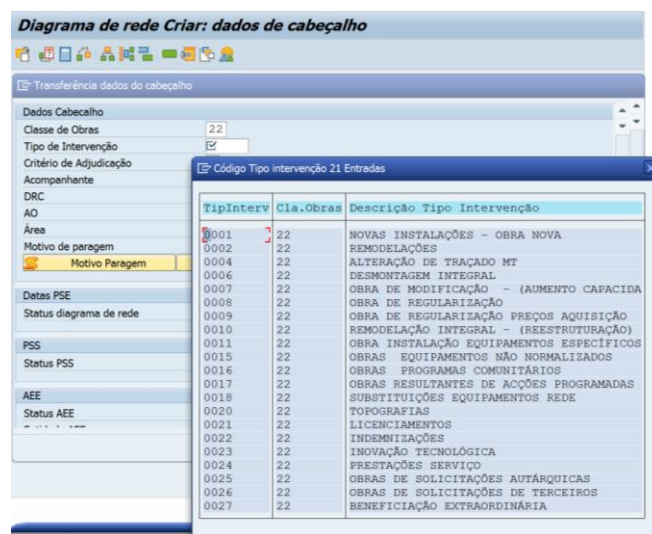 Diagrama de rede Criar: dados de cabeçalho
Transferência dados do cabeçalho
Dados Cabecalho
Classe de Obras 22
Tipo de Intervenção
Critério de Adjudicação
Acompanhante
DRC
AO
Área
Motivo de paragem
Motivo Paragem
Datas PSE
Status diagrama de rede
PSS
Status PSS
AEE
Status AEE
Código Tipo intervenção 21 Entradas
TipInterv Cla.Obras Descrição Tipo Intervenção
0001 22 NOVAS INSTALAÇÕES - OBRA NOVA
0002 22 REMODELAÇÕES
0004 22 ALTERAÇÃO DE TRAÇADO MT
0006 22 DESMONTAGEM INTEGRAL
0007 22 OBRA DE MODIFICAÇÃO - (AUMENTO CAPACIDA
0008 22 OBRA DE REGULARIZAÇÃO
0009 22 OBRA DE REGULARIZAÇÃO PREÇOS AQUISIÇÃO
0010 22 REMODELAÇÃO INTEGRAL - (REESTRUTURAÇÃO)
0011 22 OBRA INSTALAÇÃO EQUIPAMENTOS ESPECÍFICOS
0015 22 OBRAS EQUIPAMENTOS NÃO NORMALIZADOS
0016 22 OBRAS PROGRAMAS COMUNITÁRIOS
0017 22 OBRAS RESULTANTES DE ACÇÕES PROGRAMADAS
0018 22 SUBSTITUIÇÕES EQUIPAMENTOS REDE
0020 22 TOPOGRAFIAS
0021 22 LICENCIAMENTOS
0022 22 INDEMNIZAÇÕES
0023 22 INOVAÇÃO TECNOLÓGICA
0024 22 PRESTAÇÕES SERVIÇO
0025 22 OBRAS DE SOLICITAÇÕES AUTÁRQUICAS
0026 22 OBRAS DE SOLICITAÇÕES DE TERCEIROS
0027 22 BENEFICIAÇÃO EXTRAORDINÁRIA